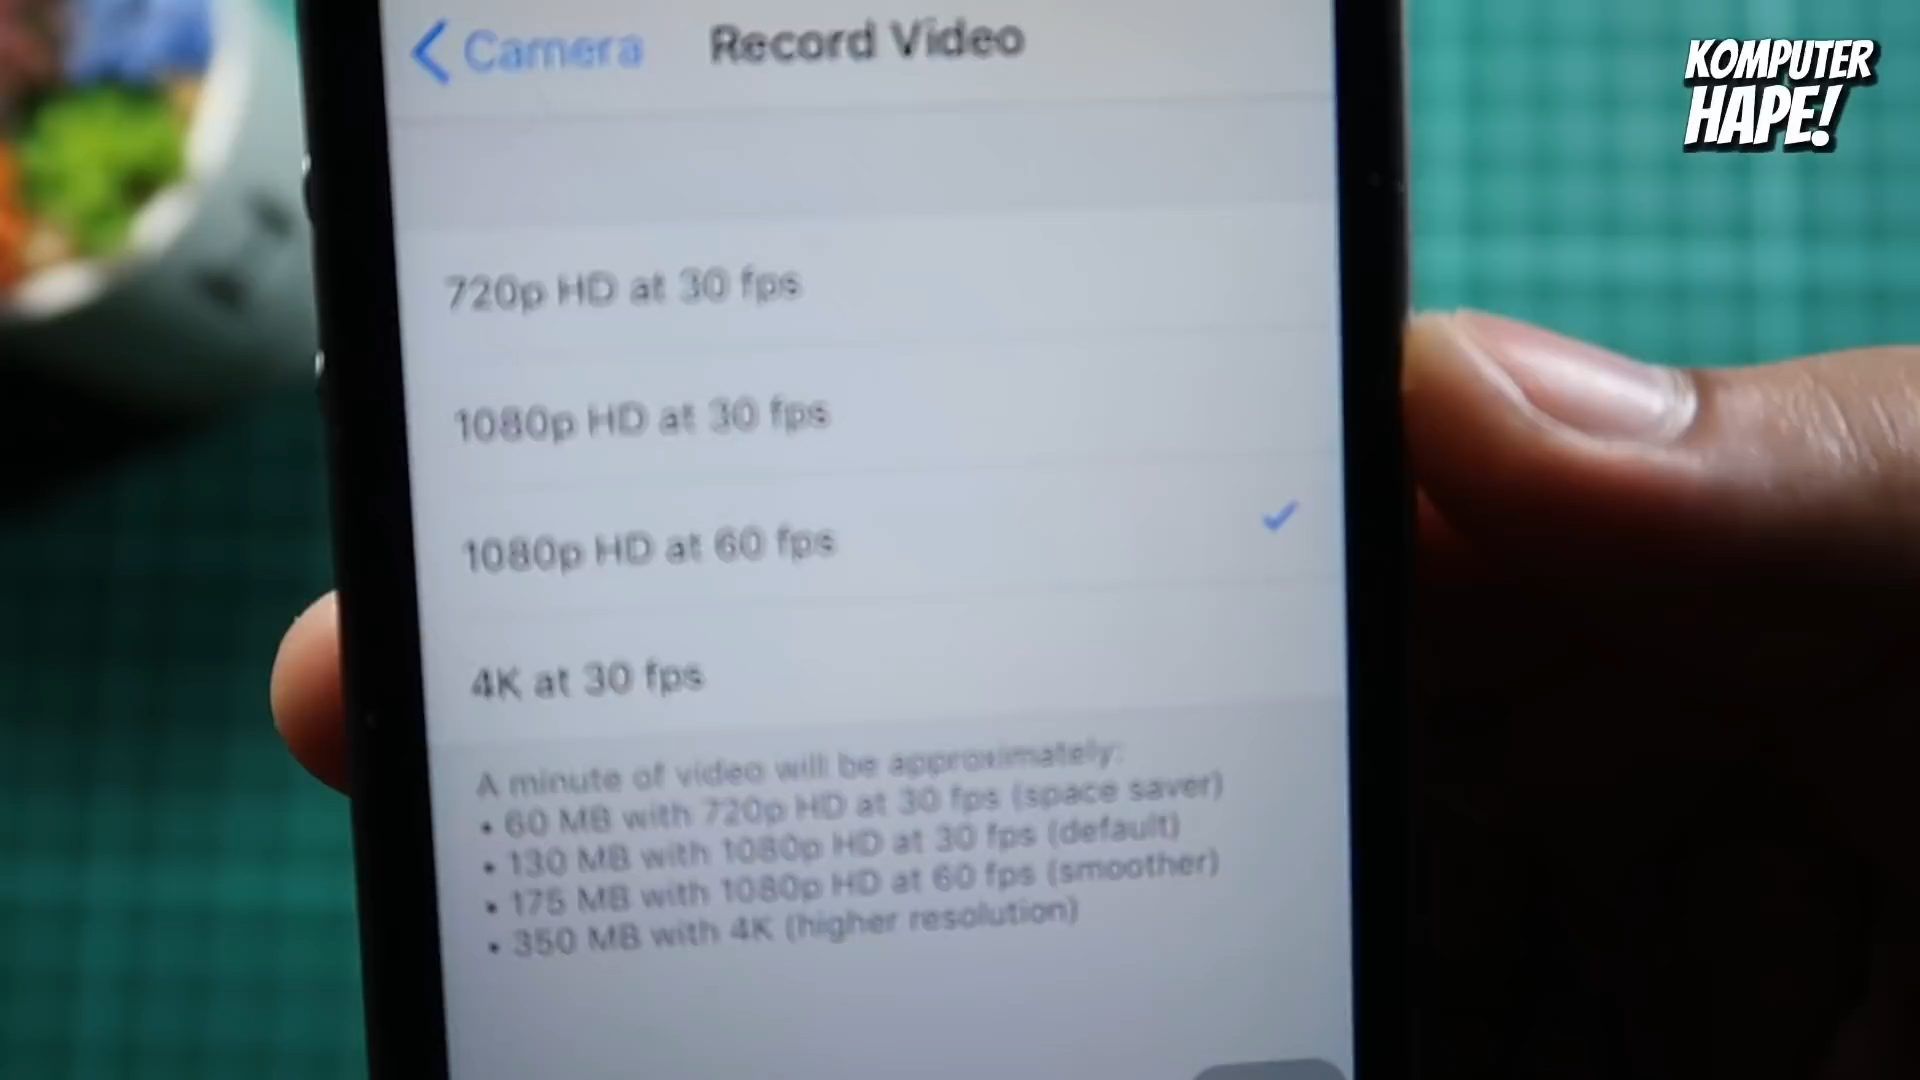 Camera
Record Video
KOMPUTER
HAPE!
720p HD at 30 fps
1080p HD at 30 fps
1080p HD at 60 fps
4K at 30 fps
A minute of video will be approximately:
• 60 MB with 720p HD at 30 fps (space saver)
• 130 MB with 1080p HD at 30 fps (default)
• 175 MB with 1080p HD at 60 fps (smoother)
• 350 MB with 4K (higher resolution)